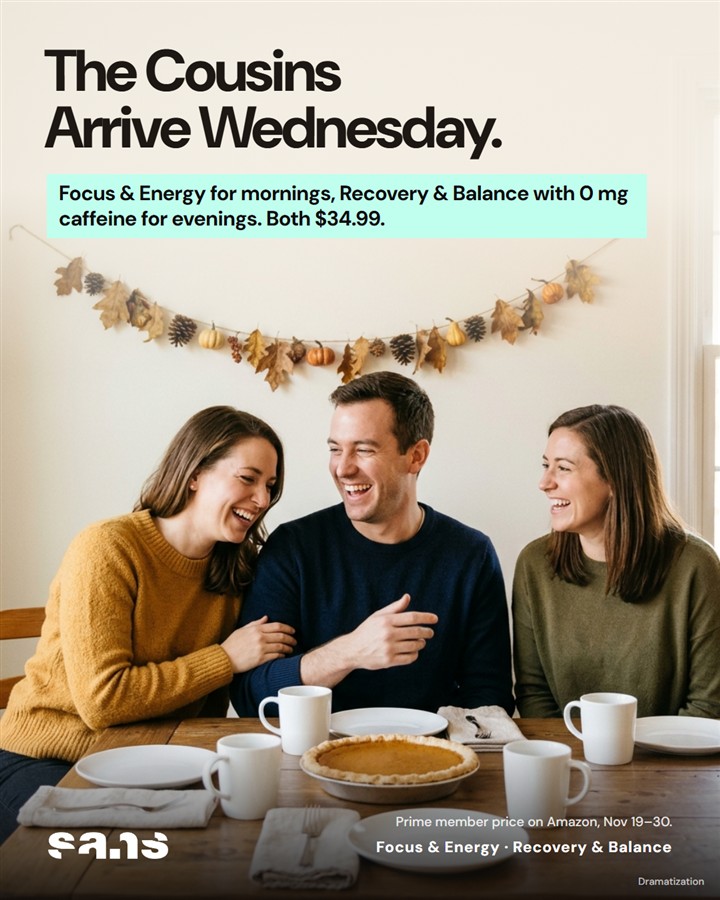 The Cousins
Arrive Wednesday.
Focus & Energy for mornings, Recovery & Balance with 0 mg
caffeine for evenings. Both $34.99.
Prime member price on Amazon, Nov 19–30.
sans
Focus & Energy · Recovery & Balance
Dramatization